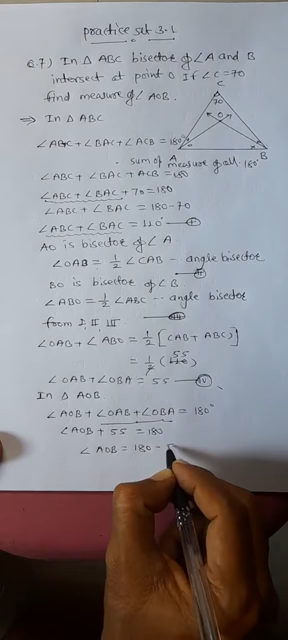 practice set 3.1
Q.7) In △ ABC bisector of ∠A and B
intersect at point O If ∠C=70
find measure of ∠AOB.
C
70
O
A
B
⇒ In △ ABC
∠ABC + ∠BAC + ∠ACB = 180°
- sum of measure of all 180°
∠ABC + ∠BAC + ACB = 180
∠ABC + ∠BAC + 70 = 180
∠ABC + ∠BAC = 180 - 70
∠ABC + ∠BAC = 110° - I
AO is bisector of ∠ A
∠OAB = 1/2 ∠CAB - angle bisector
II
BO is bisector of ∠ B
∠ABO = 1/2 ∠ABC -- angle bisector
III
from I, II, III
∠OAB + ∠ABO = 1/2 [CAB + ABC]
= 1/2 (110) 55
∠OAB + ∠OBA = 55 - IV
In △ AOB
∠AOB + ∠OAB + ∠OBA = 180°
∠AOB + 55 = 180
∠AOB = 180 -